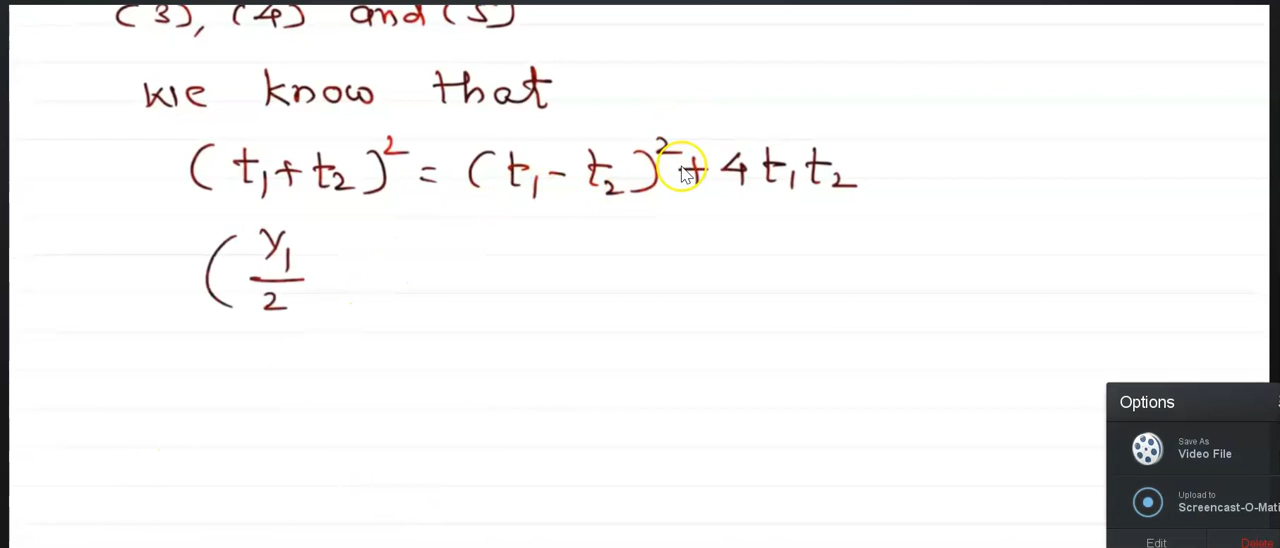 (3), (4) and (5)
we know that
(t₁+t₂)² = (t₁-t₂)² + 4t₁t₂
(y₁/2
Options
Save As
Video File
Upload to
Screencast-O-Mati
Edit Delete